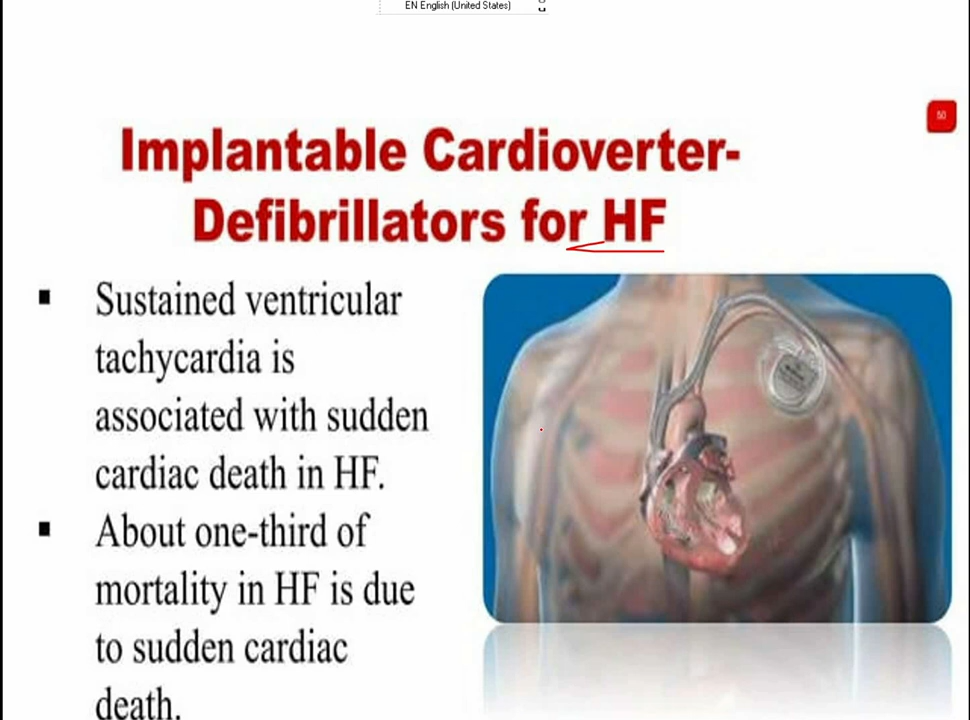 EN English (United States)
50
Implantable Cardioverter-
Defibrillators for HF
▪ Sustained ventricular
tachycardia is
associated with sudden
cardiac death in HF.
▪ About one-third of
mortality in HF is due
to sudden cardiac
death.